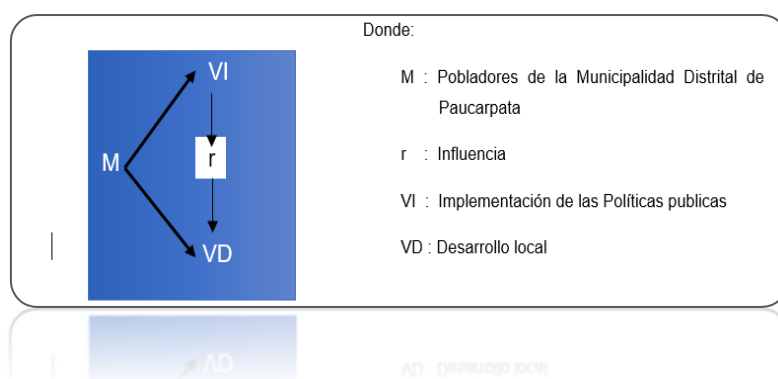 Donde:
VI
M
r
VD
M : Pobladores de la Municipalidad Distrital de
Paucarpata
r : Influencia
VI : Implementación de las Políticas publicas
VD : Desarrollo local